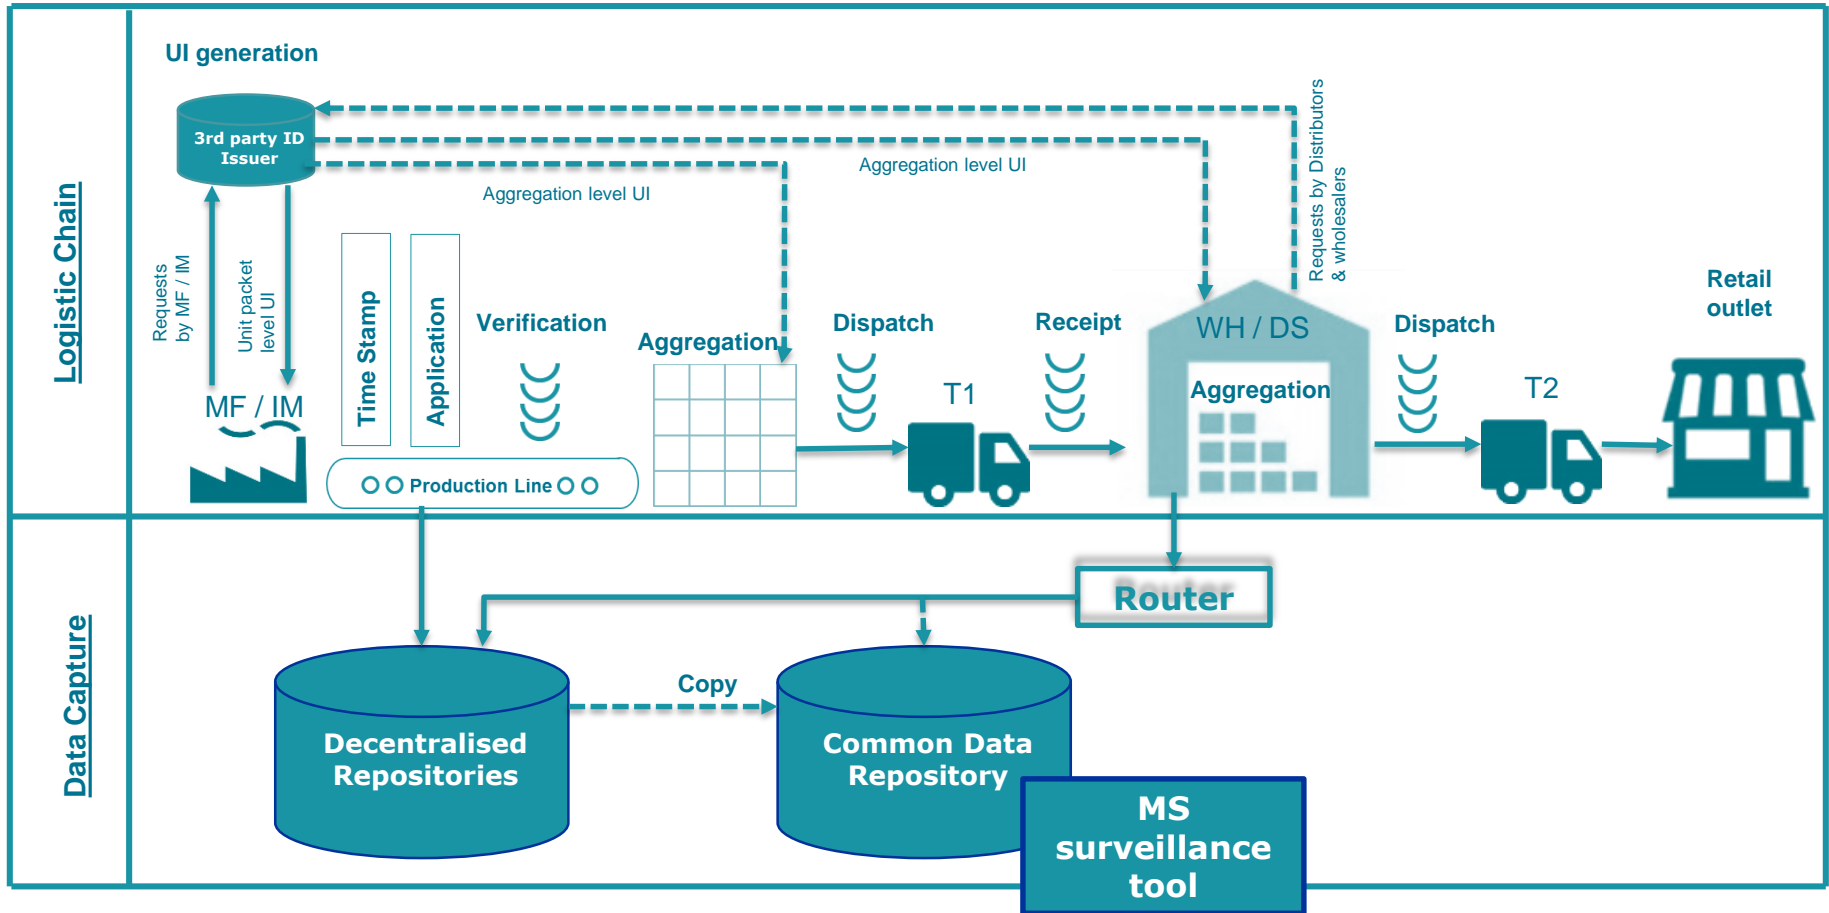 Logistic Chain
UI generation
3rd party ID
Issuer
Requests
by MF / IM
Unit packet
level UI
MF / IM
Time Stamp
Application
Production Line
Verification
Aggregation level UI
Aggregation
Dispatch
T1
Receipt
Aggregation level UI
WH / DS
Aggregation
Requests by Distributors
& wholesalers
Dispatch
T2
Retail
outlet
Data Capture
Router
Decentralised
Repositories
Copy
Common Data
Repository
MS
surveillance
tool